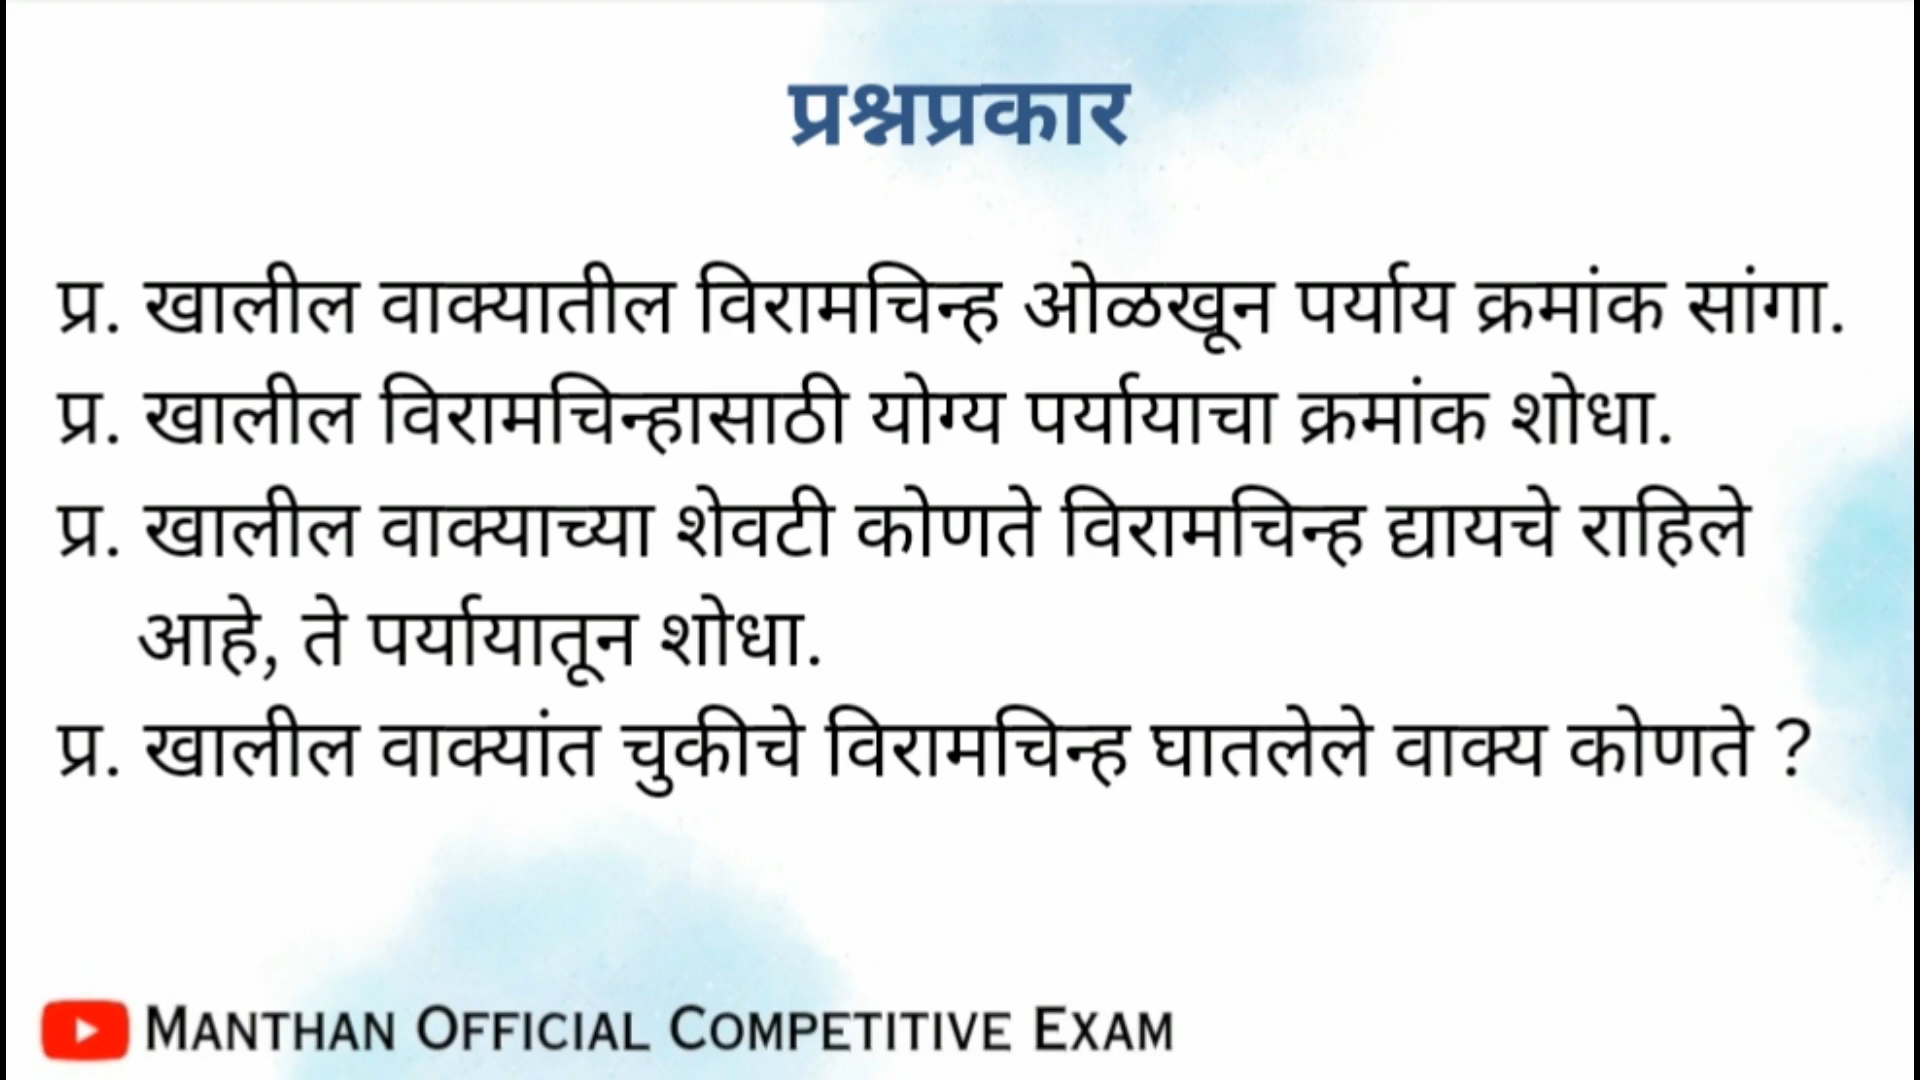 प्रश्नप्रकार
प्र. खालील वाक्यातील विरामचिन्ह ओळखून पर्याय क्रमांक सांगा.
प्र. खालील विरामचिन्हासाठी योग्य पर्यायाचा क्रमांक शोधा.
प्र. खालील वाक्याच्या शेवटी कोणते विरामचिन्ह द्यायचे राहिले
आहे, ते पर्यायातून शोधा.
प्र. खालील वाक्यांत चुकीचे विरामचिन्ह घातलेले वाक्य कोणते ?
MANTHAN OFFICIAL COMPETITIVE EXAM